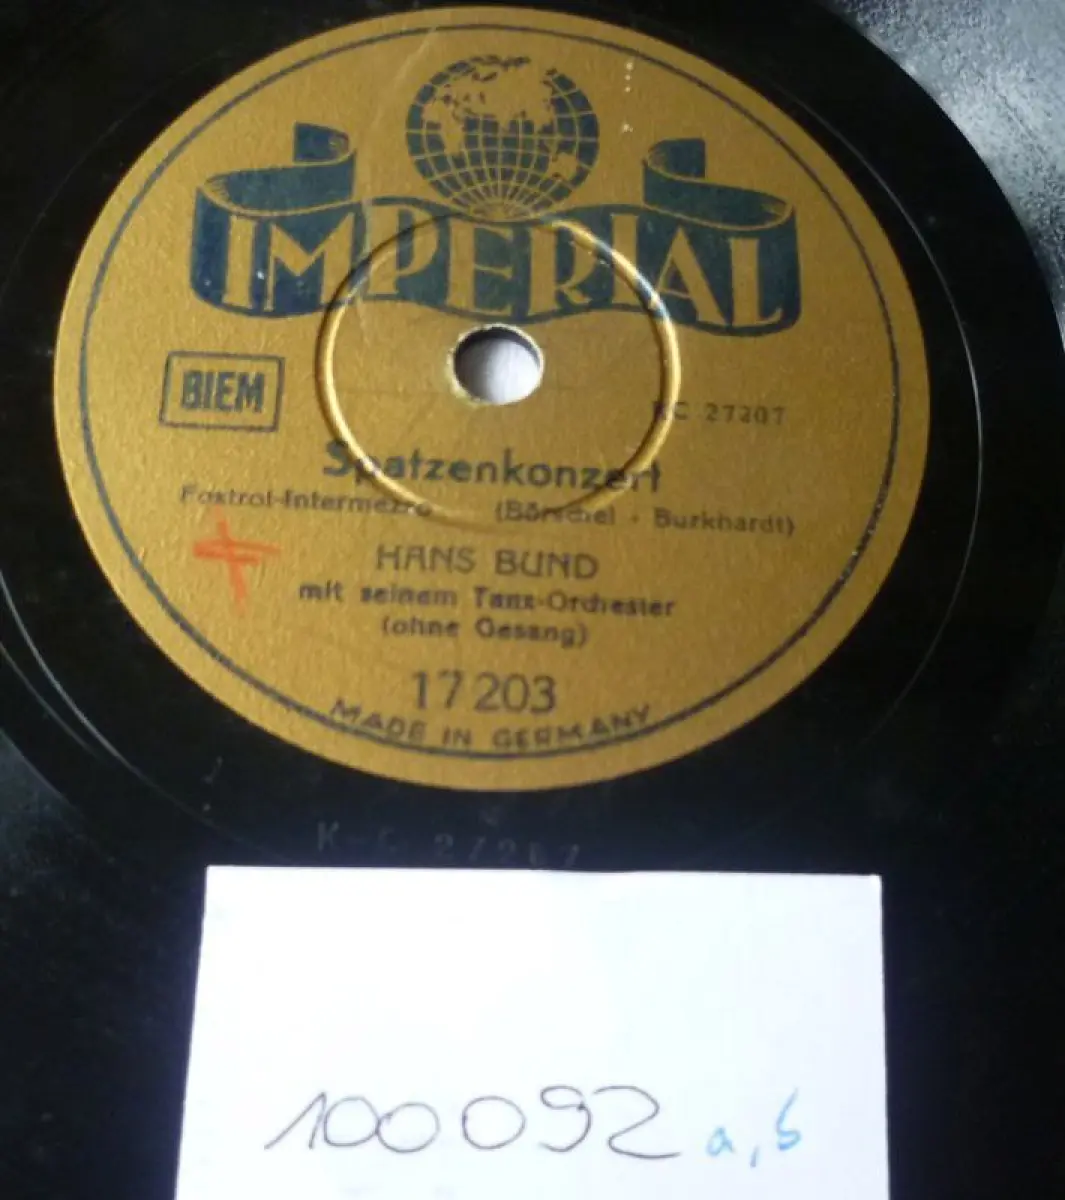 IMPERIAL
BIEM
KC 27207
Spatzenkonzert
Foxtrot-Intermezzo (Börschel - Burkhardt)
HANS BUND
mit seinem Tanz-Orchester
(ohne Gesang)
17203
MADE IN GERMANY
100092 a, b